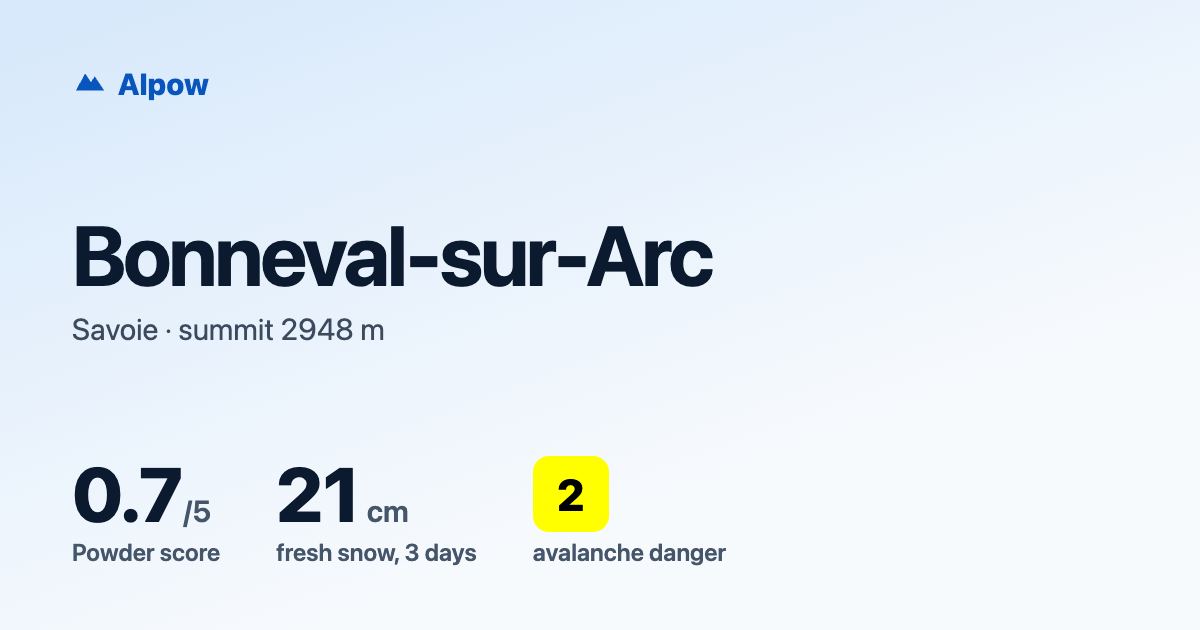 Alpow
Bonneval-sur-Arc
Savoie · summit 2948 m
0.7/5
Powder score
21 cm
fresh snow, 3 days
2
avalanche danger